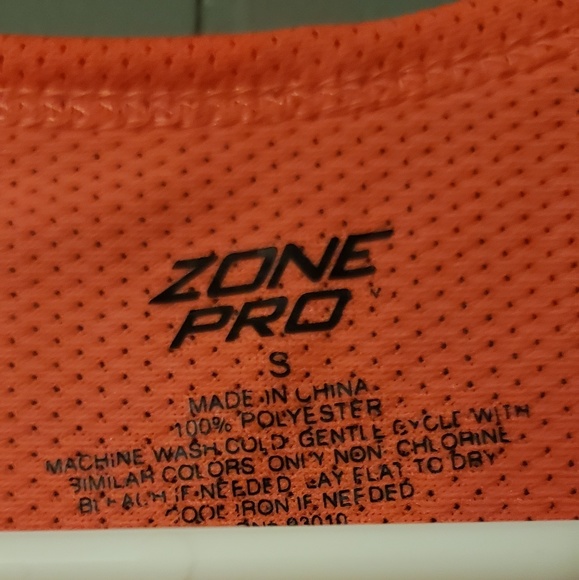 ZONE
PRO
S
MADE IN CHINA
100% POLYESTER
MACHINE WASH COLD GENTLE CYCLE WITH
SIMILAR COLORS ONLY NON CHLORINE
BLEACH IF NEEDED LAY FLAT TO DRY
COOL IRON IF NEEDED
93010